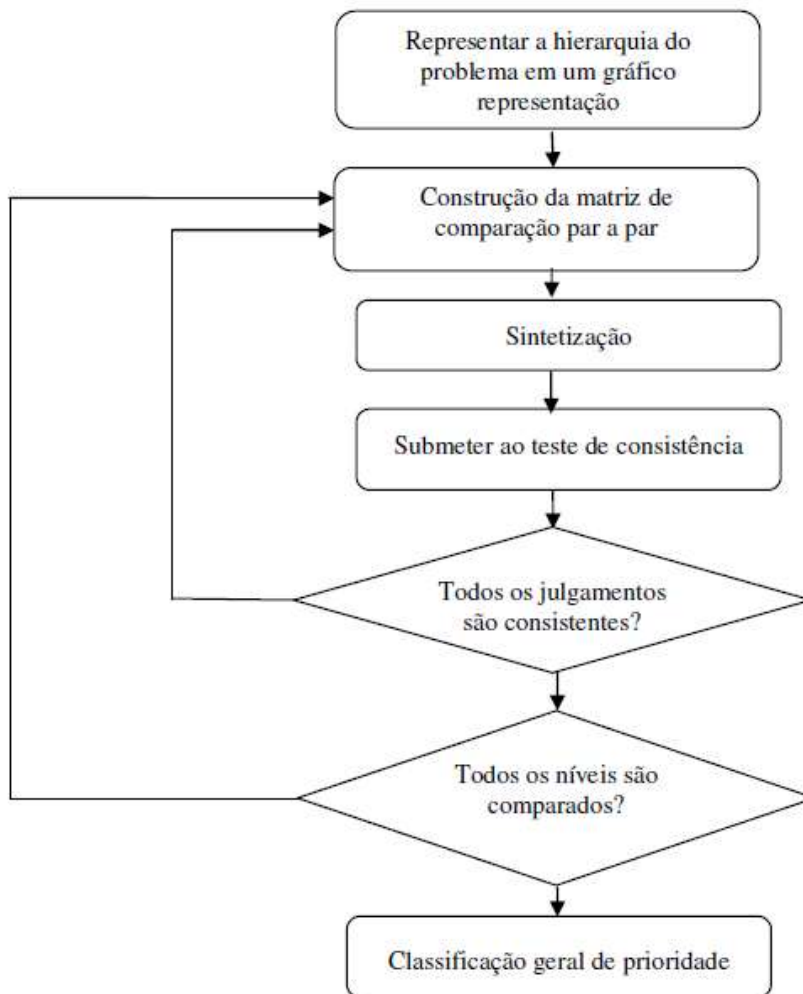 Representar a hierarquia do
problema em um gráfico
representação
Construção da matriz de
comparação par a par
Sintetização
Submeter ao teste de consistência
Todos os julgamentos
são consistentes?
Todos os níveis são
comparados?
Classificação geral de prioridade